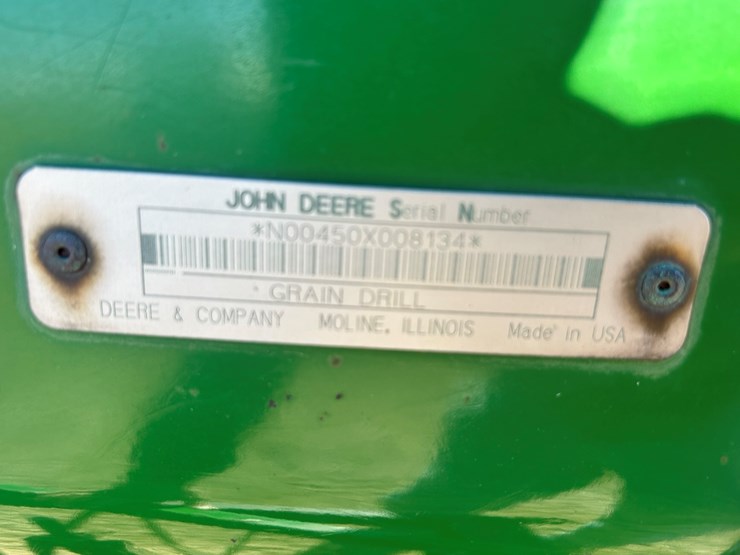 JOHN DEERE Serial Number
*N00450X008134*
GRAIN DRILL
DEERE & COMPANY MOLINE, ILLINOIS Made in USA